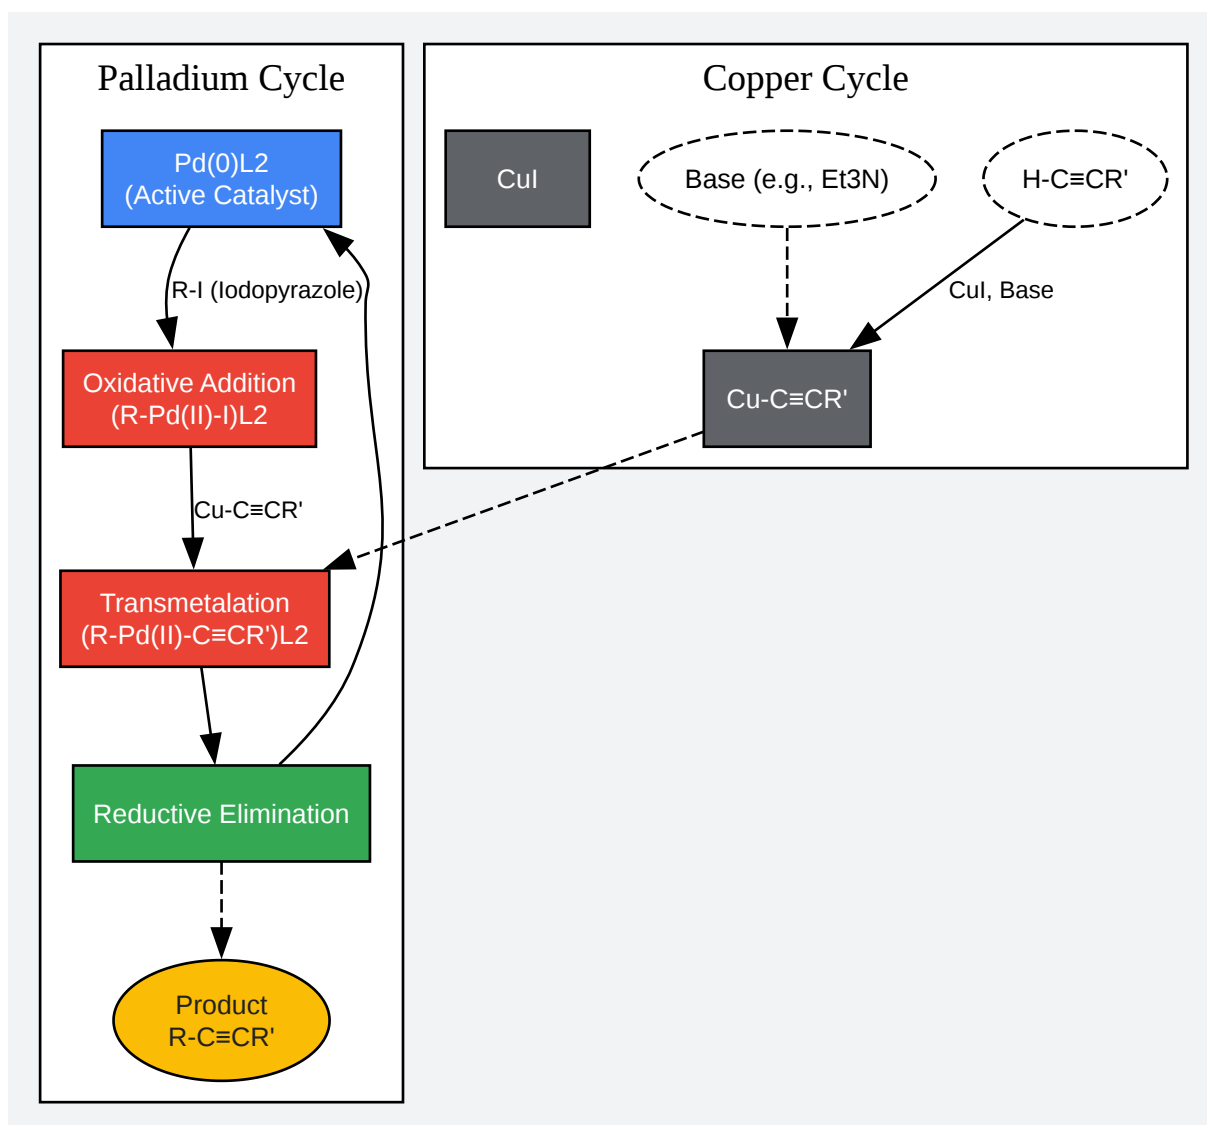 Palladium Cycle
Pd(0)L2
(Active Catalyst)
R-I (Iodopyrazole)
Oxidative Addition
(R-Pd(II)-I)L2
Cu-C≡CR'
Transmetalation
(R-Pd(II)-C≡CR')L2
Reductive Elimination
Product
R-C≡CR'
Copper Cycle
CuI
Base (e.g., Et3N)
H-C≡CR'
CuI, Base
Cu-C≡CR'